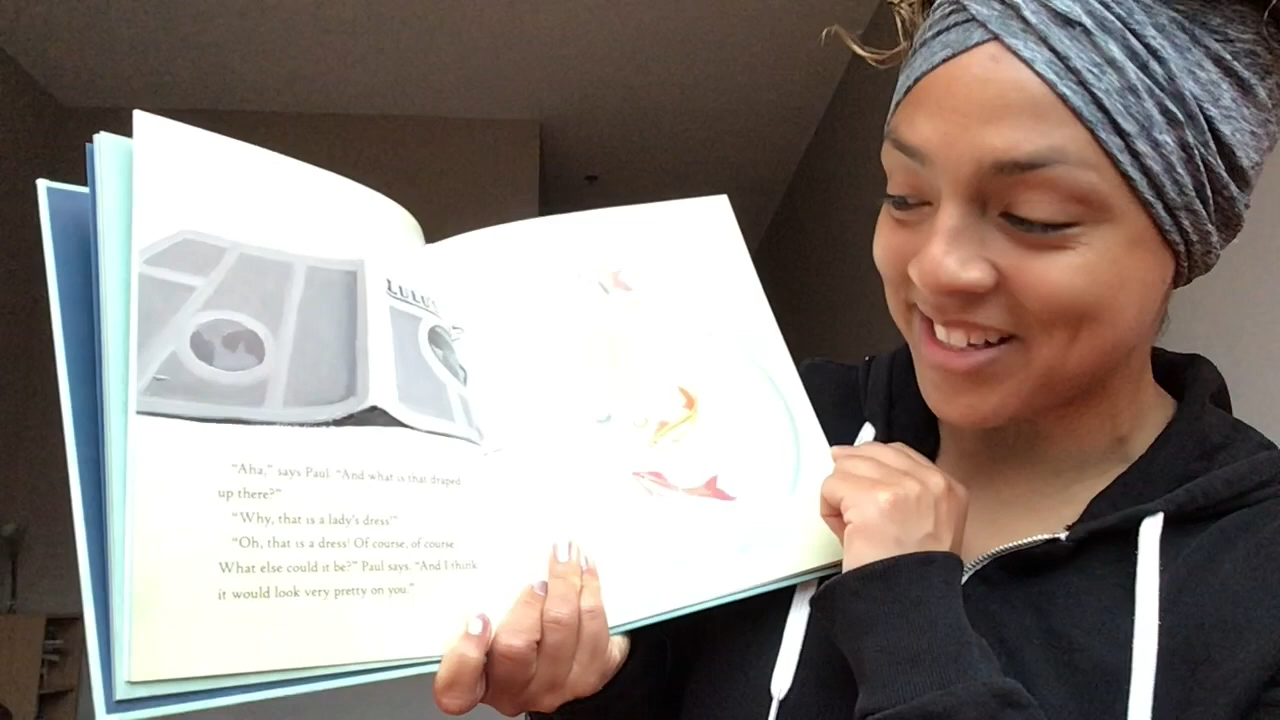 LULU'S
"Aha," says Paul. "And what is that draped
up there?"
"Why, that is a lady's dress!"
"Oh, that is a dress! Of course, of course.
What else could it be?" Paul says. "And I think
it would look very pretty on you."